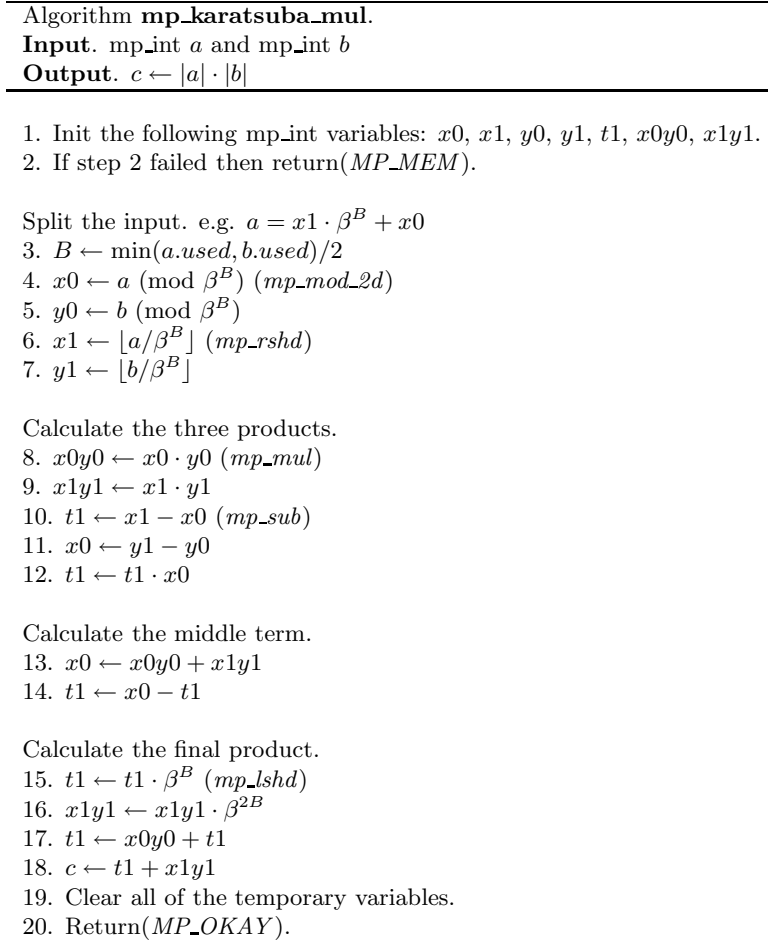 Algorithm mp_karatsuba_mul.
Input. mp_int a and mp_int b
Output. c ← |a| · |b|
1. Init the following mp_int variables: x0, x1, y0, y1, t1, x0y0, x1y1.
2. If step 2 failed then return(MP_MEM).
Split the input. e.g. a = x1 · β^B + x0
3. B ← min(a.used, b.used)/2
4. x0 ← a (mod β^B) (mp_mod_2d)
5. y0 ← b (mod β^B)
6. x1 ← ⌊a/β^B⌋ (mp_rshd)
7. y1 ← ⌊b/β^B⌋
Calculate the three products.
8. x0y0 ← x0 · y0 (mp_mul)
9. x1y1 ← x1 · y1
10. t1 ← x1 − x0 (mp_sub)
11. x0 ← y1 − y0
12. t1 ← t1 · x0
Calculate the middle term.
13. x0 ← x0y0 + x1y1
14. t1 ← x0 − t1
Calculate the final product.
15. t1 ← t1 · β^B (mp_lshd)
16. x1y1 ← x1y1 · β^2B
17. t1 ← x0y0 + t1
18. c ← t1 + x1y1
19. Clear all of the temporary variables.
20. Return(MP_OKAY).